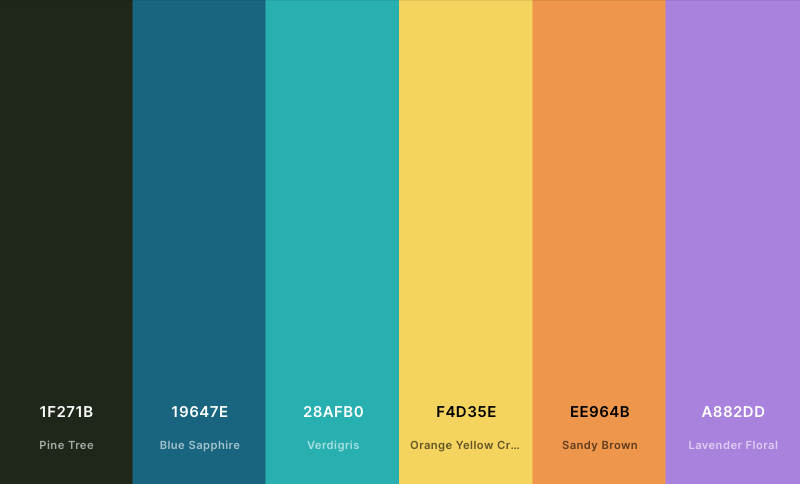 1F271B
19647E
28AFB0
F4D35E
EE964B
A882DD
Pine Tree
Blue Sapphire
Verdigris
Orange Yellow Cr...
Sandy Brown
Lavender Floral